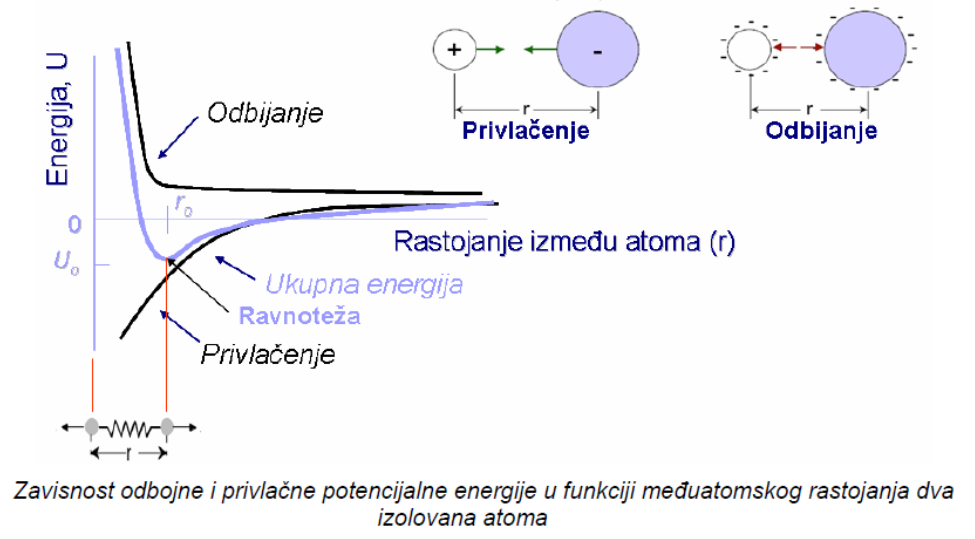 Energija, U
Odbijanje
+
-
r
Privlačenje
- - - - - - - - - - - - - - - - - - - - - - - -
r
Odbijanje
0
r₀
U₀
Rastojanje između atoma (r)
Ukupna energija
Ravnoteža
Privlačenje
r
Zavisnost odbojne i privlačne potencijalne energije u funkciji međuatomskog rastojanja dva
izolovana atoma